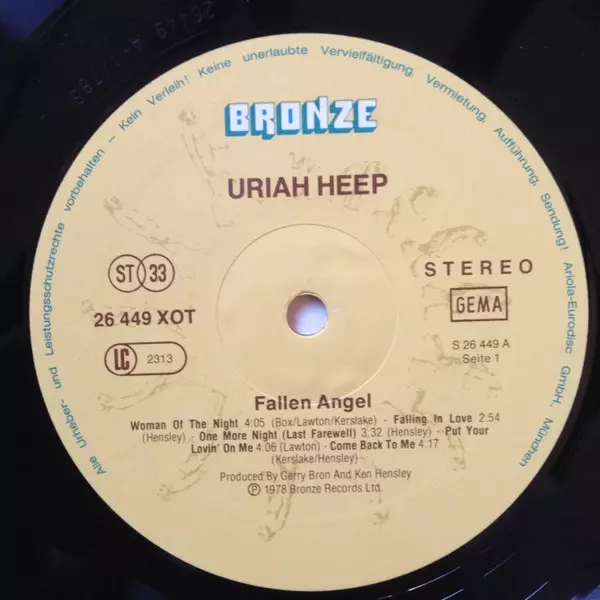 Alle Urheber- und Leistungsschutzrechte vorbehalten – Kein Verleih! Keine unerlaubte Vervielfältigung, Vermietung, Aufführung, Sendung! Ariola-Eurodisc GmbH, München
BRONZE
URIAH HEEP
ST 33
STEREO
26 449 XOT
GEMA
LC 2313
S 26 449 A
Seite 1
Fallen Angel
Woman Of The Night 4:05 (Box/Lawton/Kerslake) · Falling In Love 2:54
(Hensley) · One More Night (Last Farewell) 3:32 (Hensley) · Put Your
Lovin' On Me 4:06 (Lawton) · Come Back To Me 4:17
(Kerslake/Hensley)
Produced By Gerry Bron And Ken Hensley
Ⓟ 1978 Bronze Records Ltd.